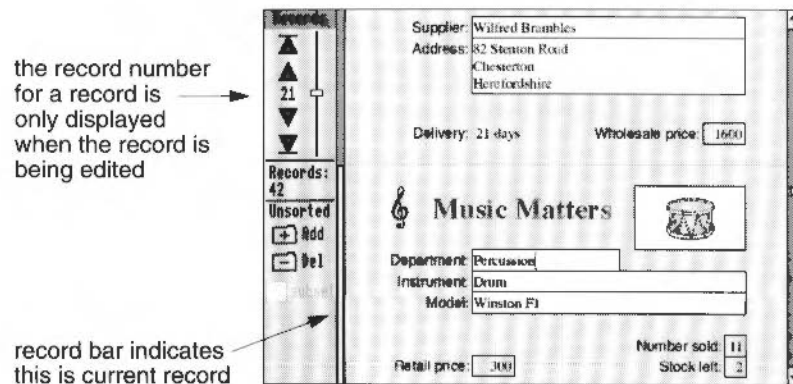 the record number
for a record is
only displayed
when the record is
being edited
record bar indicates
this is current record
Records
21
Records:
42
Unsorted
+ Add
- Del
Subset
Supplier: Wilfred Brambles
Address: 82 Stenton Road
Chesterton
Herefordshire
Delivery: 21 days Wholesale price: 1600
Music Matters
Department: Percussion
Instrument: Drum
Model: Winston F1
Number sold: 11
Retail price: 300 Stock left: 2